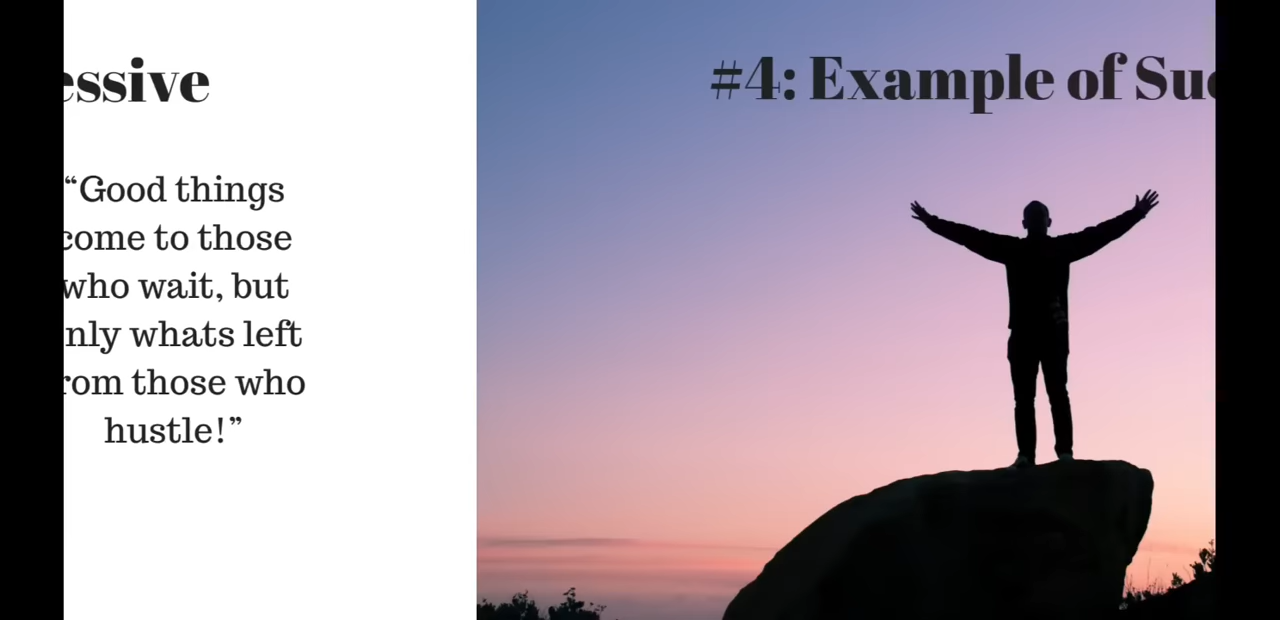 essive
“Good things
come to those
who wait, but
nly whats left
rom those who
hustle!”
#4: Example of Suc